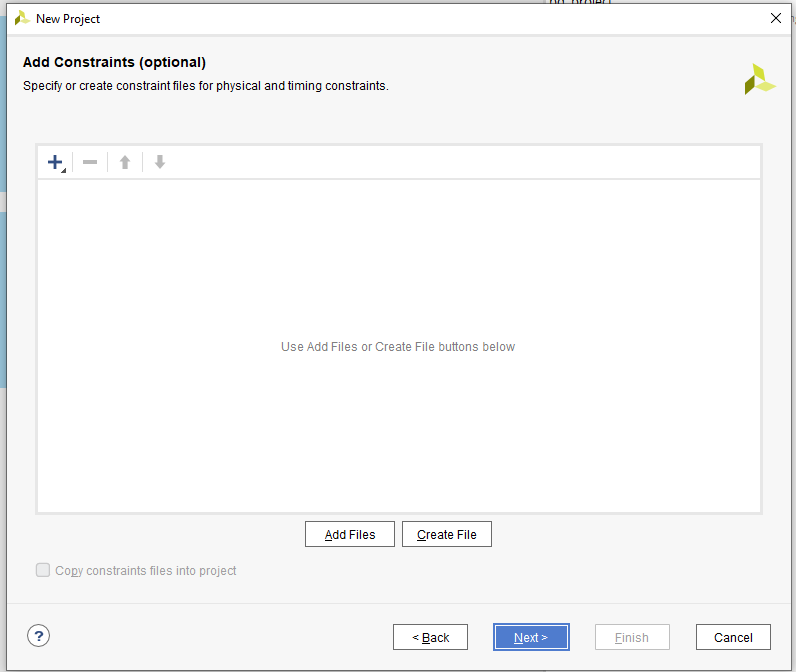 New Project
Add Constraints (optional)
Specify or create constraint files for physical and timing constraints.
Use Add Files or Create File buttons below
Add Files
Create File
Copy constraints files into project
?
< Back
Next >
Finish
Cancel